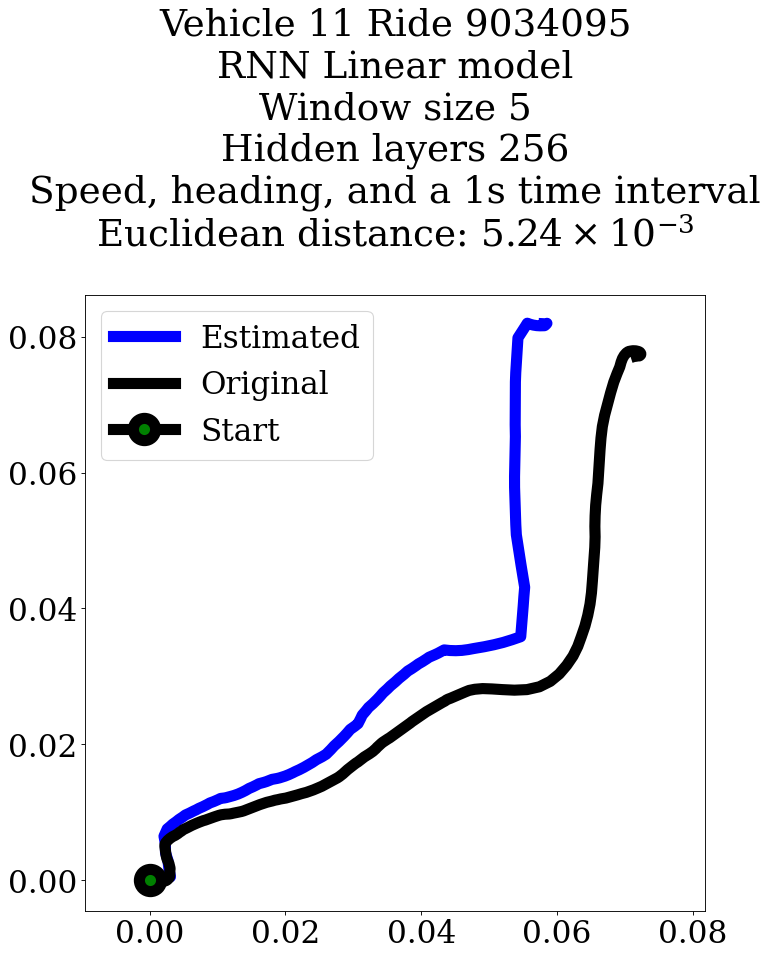 Vehicle 11 Ride 9034095
RNN Linear model
Window size 5
Hidden layers 256
Speed, heading, and a 1s time interval
Euclidean distance: 5.24 × 10⁻³
Estimated
Original
Start
0.08
0.06
0.04
0.02
0.00
0.00 0.02 0.04 0.06 0.08